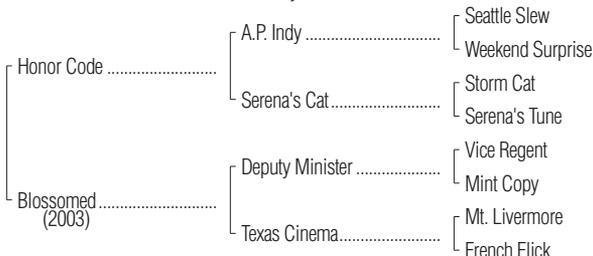 Seattle Slew
A.P. Indy ..............................
Weekend Surprise
Honor Code ........................
Storm Cat
Serena's Cat........................
Serena's Tune
Vice Regent
Deputy Minister ..................
Mint Copy
Blossomed..........................
(2003)
Mt. Livermore
Texas Cinema......................
French Flick